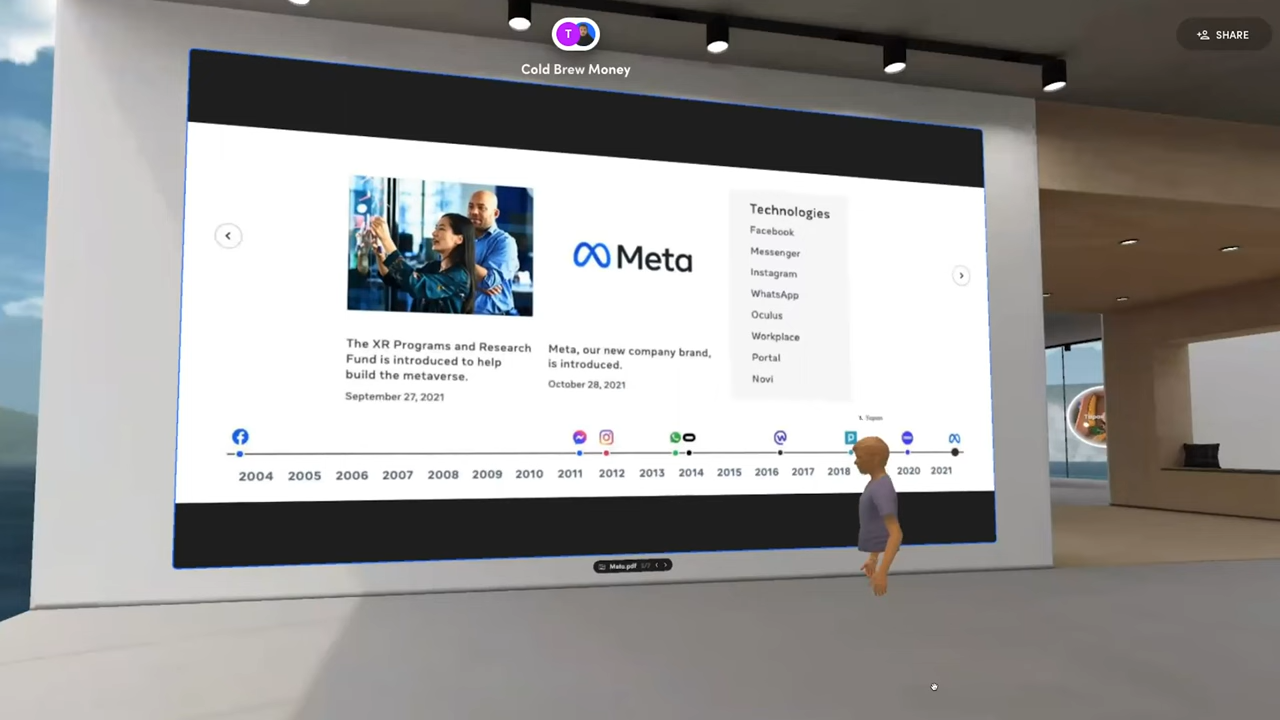 T
Cold Brew Money
SHARE
Meta
Technologies
Facebook
Messenger
Instagram
WhatsApp
Oculus
Workplace
Portal
Novi
The XR Programs and Research
Fund is introduced to help
build the metaverse.
September 27, 2021
Meta, our new company brand,
is introduced.
October 28, 2021
2004 2005 2006 2007 2008 2009 2010 2011 2012 2013 2014 2015 2016 2017 2018 2020 2021